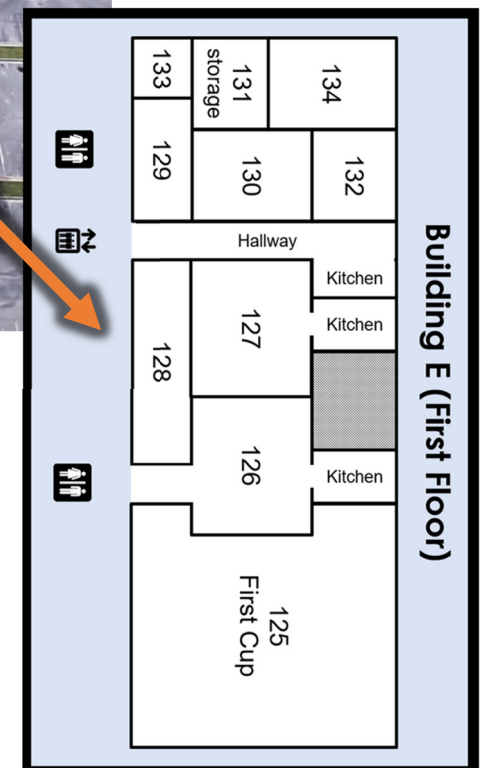 Building E (First Floor)
133
131
storage
134
129
130
132
Hallway
Kitchen
127
Kitchen
128
126
Kitchen
125
First Cup